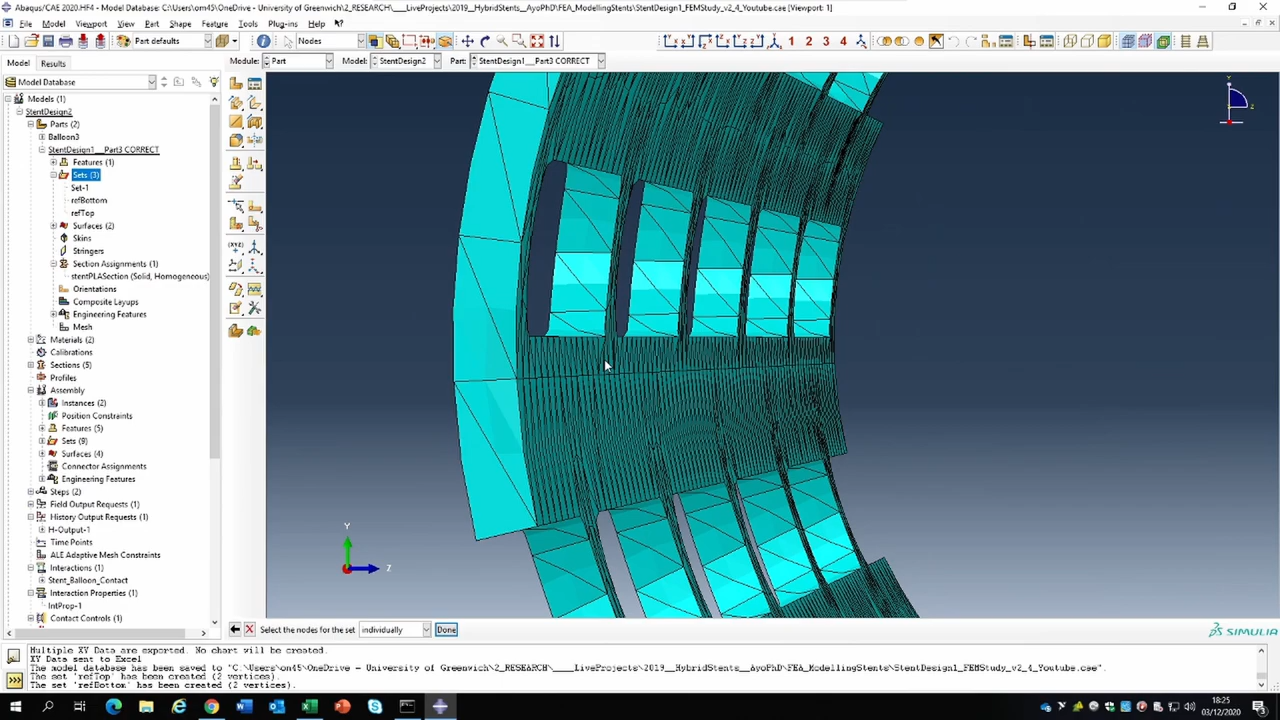 Abaqus/CAE 2020.HF4 - Model Database: C:\Users\om45\OneDrive - University of Greenwich\2_RESEARCH\____LiveProjects\2019__HybridStents__AyoPhD\FEA_ModellingStents\StentDesign1_FEMStudy_v2_4_Youtube.cae [Viewport: 1]
File Model Viewport View Part Shape Feature Tools Plug-ins Help
Part defaults Nodes 1 2 3 4
Model Results Module: Part Model: StentDesign2 Part: StentDesign1__Part3 CORRECT
Model Database
Models (1)
StentDesign2
Parts (2)
Balloon3
StentDesign1__Part3 CORRECT
Features (1)
Sets (3)
Set-1
refBottom
refTop
Surfaces (2)
Skins
Stringers
Section Assignments (1)
stentPLASection (Solid, Homogeneous)
Orientations
Composite Layups
Engineering Features
Mesh
Materials (2)
Calibrations
Sections (5)
Profiles
Assembly
Instances (2)
Position Constraints
Features (5)
Sets (9)
Surfaces (4)
Connector Assignments
Engineering Features
Steps (2)
Field Output Requests (1)
History Output Requests (1)
H-Output-1
Time Points
ALE Adaptive Mesh Constraints
Interactions (1)
Stent_Balloon_Contact
Interaction Properties (1)
IntProp-1
Contact Controls (1)
Y
Z
Select the nodes for the set individually Done
SIMULIA
Multiple XY Data are exported. No chart will be created.
XY Data sent to Excel
The model database has been saved to "C:\Users\om45\OneDrive - University of Greenwich\2_RESEARCH\____LiveProjects\2019__HybridStents__AyoPhD\FEA_ModellingStents\StentDesign1_FEMStudy_v2_4_Youtube.cae".
The set 'refTop' has been created (2 vertices).
The set 'refBottom' has been created (2 vertices).
18:25
03/12/2020